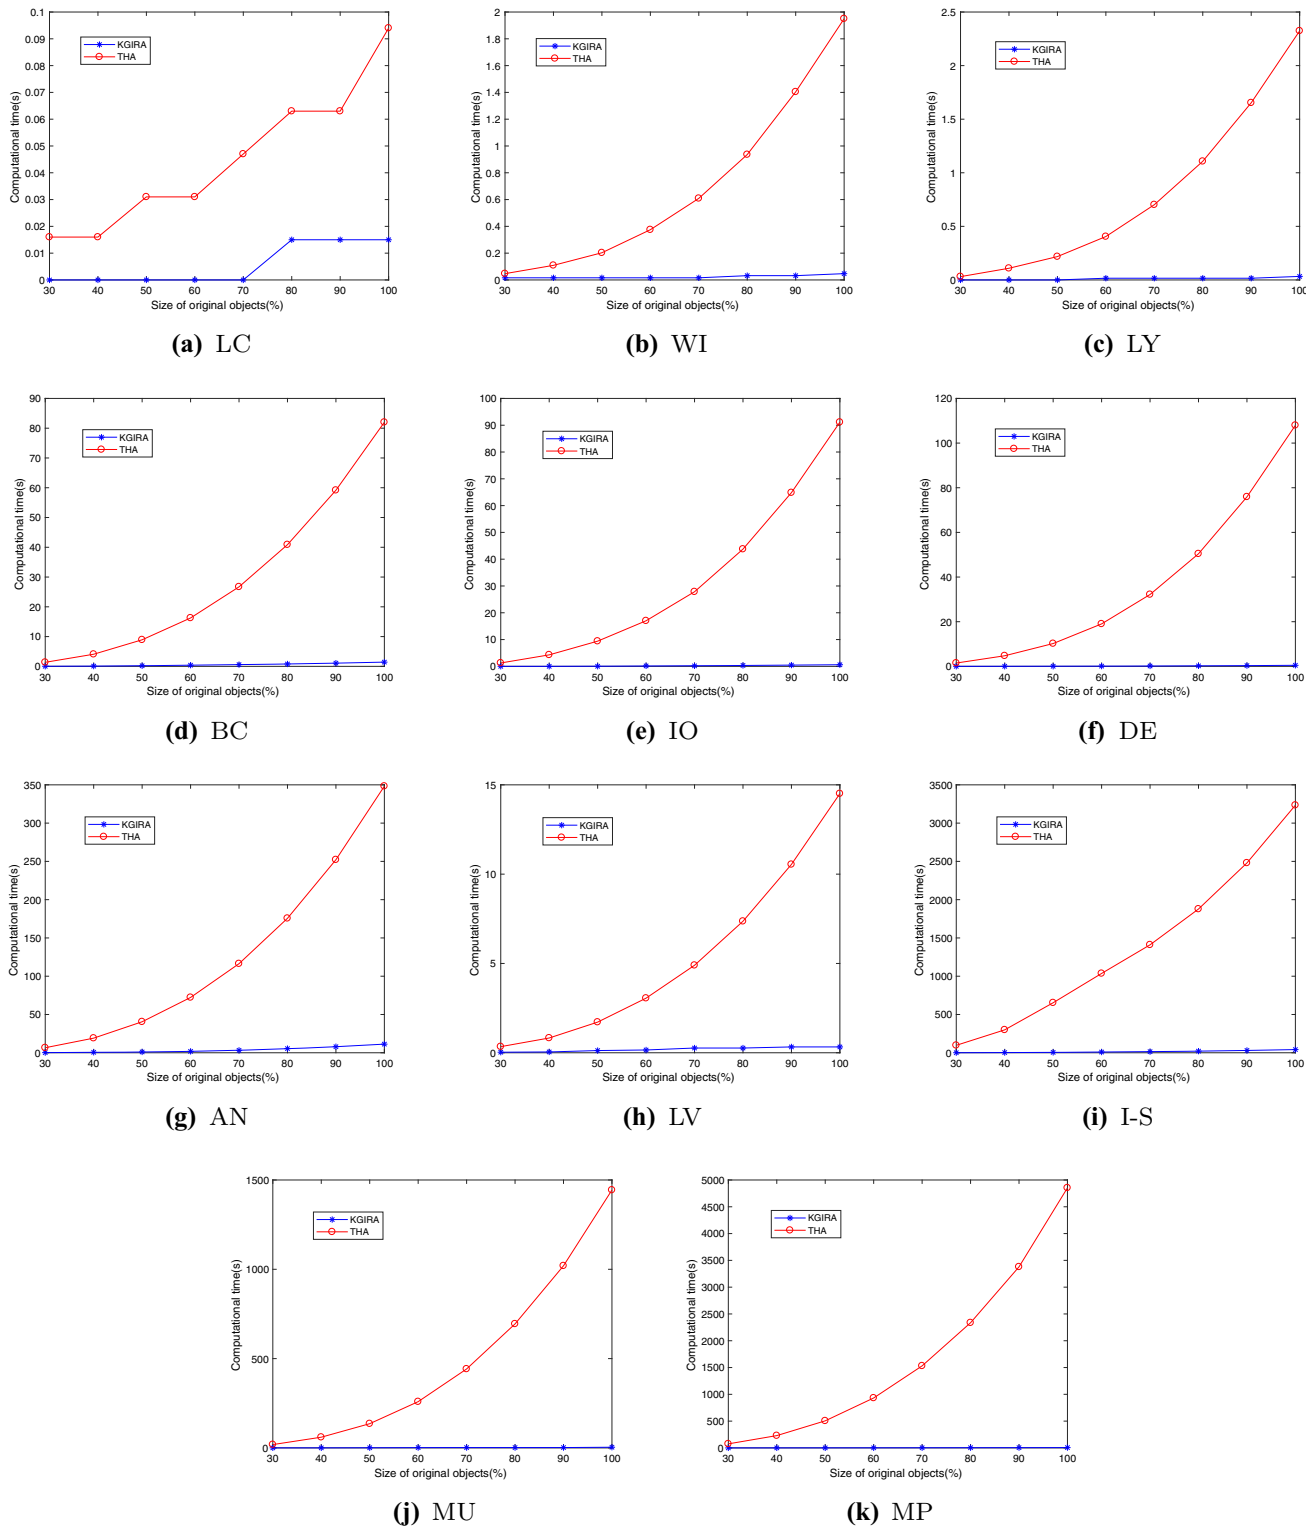 0.1
0.09
0.08
0.07
0.06
0.05
0.04
0.03
0.02
0.01
0
Computational time(s)
KGIRA
THA
30 40 50 60 70 80 90 100
Size of original objects(%)
(a) LC
2
1.8
1.6
1.4
1.2
1
0.8
0.6
0.4
0.2
0
Computational time(s)
KGIRA
THA
30 40 50 60 70 80 90 100
Size of original objects(%)
(b) WI
2.5
2
1.5
1
0.5
0
Computational time(s)
KGIRA
THA
30 40 50 60 70 80 90 100
Size of original objects(%)
(c) LY
90
80
70
60
50
40
30
20
10
0
Computational time(s)
KGIRA
THA
30 40 50 60 70 80 90 100
Size of original objects(%)
(d) BC
100
90
80
70
60
50
40
30
20
10
0
Computational time(s)
KGIRA
THA
30 40 50 60 70 80 90 100
Size of original objects(%)
(e) IO
120
100
80
60
40
20
0
Computational time(s)
KGIRA
THA
30 40 50 60 70 80 90 100
Size of original objects(%)
(f) DE
350
300
250
200
150
100
50
0
Computational time(s)
KGIRA
THA
30 40 50 60 70 80 90 100
Size of original objects(%)
(g) AN
15
10
5
0
Computational time(s)
KGIRA
THA
30 40 50 60 70 80 90 100
Size of original objects(%)
(h) LV
3500
3000
2500
2000
1500
1000
500
0
Computational time(s)
KGIRA
THA
30 40 50 60 70 80 90 100
Size of original objects(%)
(i) I-S
1500
1000
500
0
Computational time(s)
KGIRA
THA
30 40 50 60 70 80 90 100
Size of original objects(%)
(j) MU
5000
4500
4000
3500
3000
2500
2000
1500
1000
500
0
Computational time(s)
KGIRA
THA
30 40 50 60 70 80 90 100
Size of original objects(%)
(k) MP